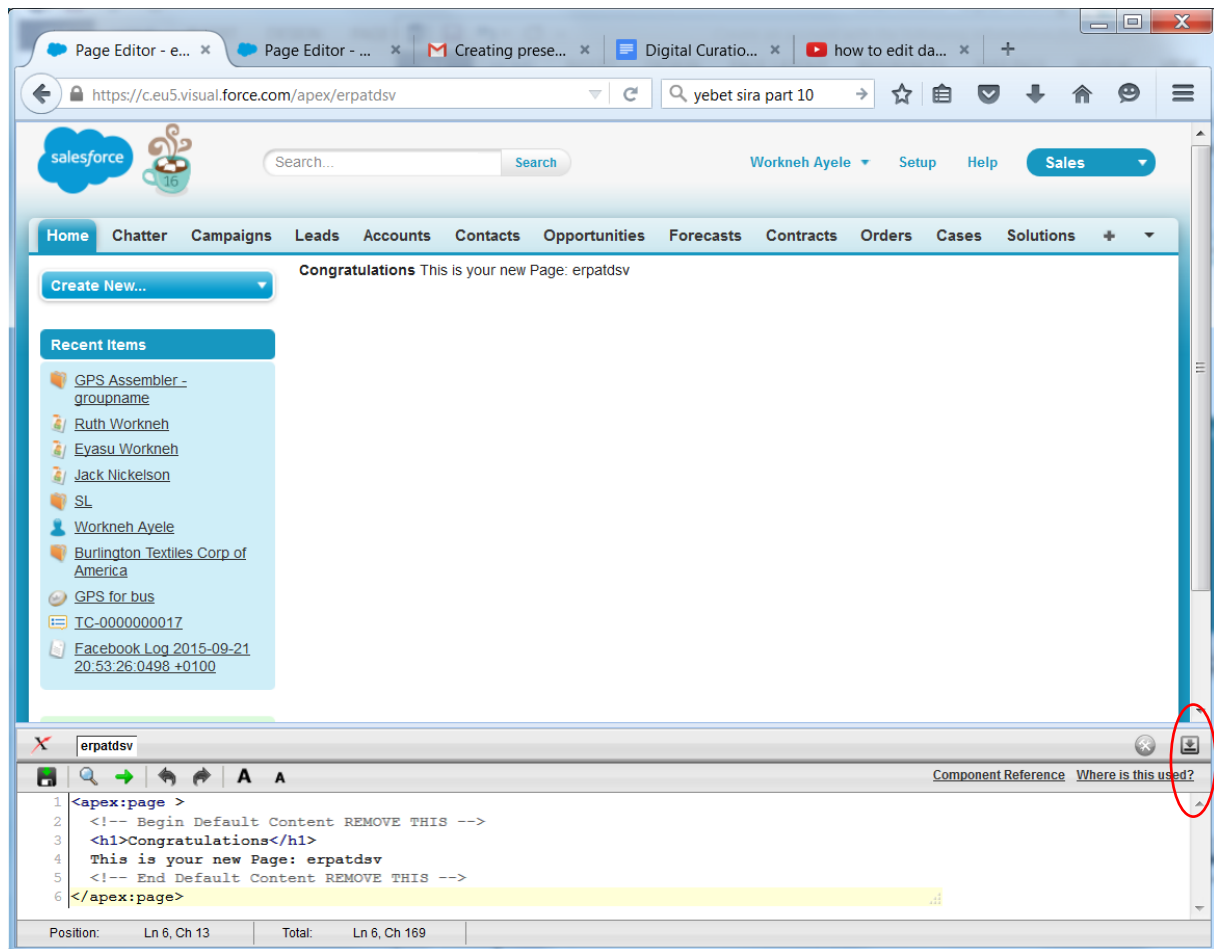 Page Editor - e... × Page Editor - ... × Creating prese... × Digital Curatio... × how to edit da... × +
https://c.eu5.visual.force.com/apex/erpatdsv yebet sira part 10
salesforce 16 Search... Search Workneh Ayele Setup Help Sales
Home Chatter Campaigns Leads Accounts Contacts Opportunities Forecasts Contracts Orders Cases Solutions +
Congratulations This is your new Page: erpatdsv
Create New...
Recent Items
GPS Assembler -
groupname
Ruth Workneh
Eyasu Workneh
Jack Nickelson
SL
Workneh Ayele
Burlington Textiles Corp of
America
GPS for bus
TC-0000000017
Facebook Log 2015-09-21
20:53:26:0498 +0100
erpatdsv
A A Component Reference Where is this used?
1 <apex:page >
2 <!-- Begin Default Content REMOVE THIS -->
3 <h1>Congratulations</h1>
4 This is your new Page: erpatdsv
5 <!-- End Default Content REMOVE THIS -->
6 </apex:page>
Position: Ln 6, Ch 13 Total: Ln 6, Ch 169